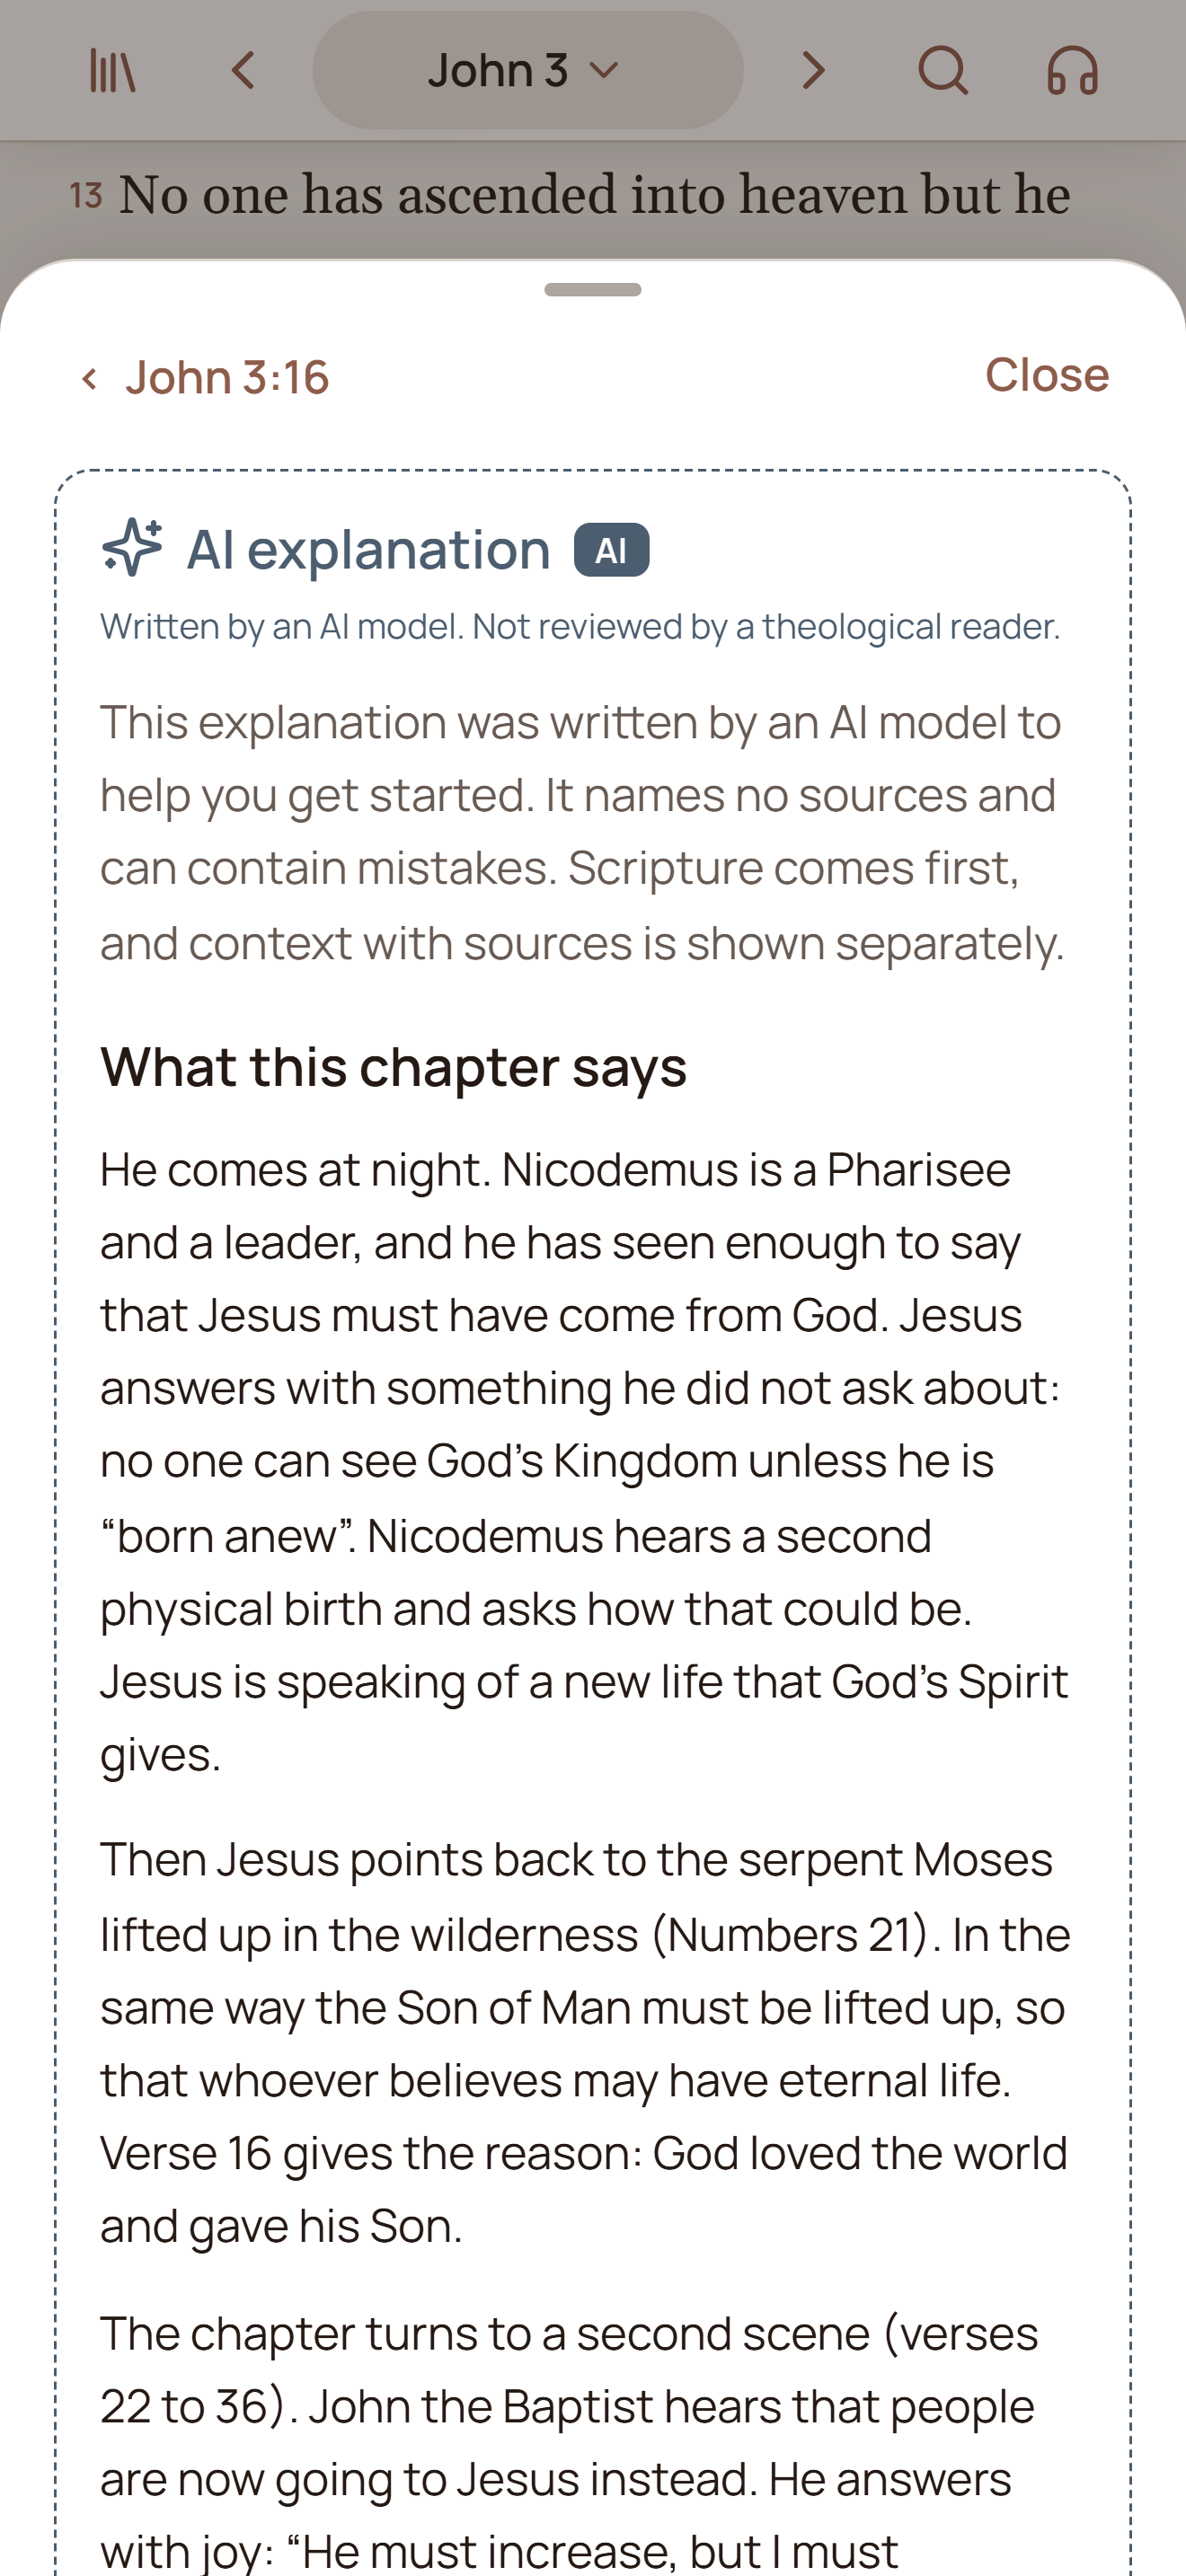 John 3
13 No one has ascended into heaven but he
John 3:16
Close
AI explanation AI
Written by an AI model. Not reviewed by a theological reader.
This explanation was written by an AI model to
help you get started. It names no sources and
can contain mistakes. Scripture comes first,
and context with sources is shown separately.
What this chapter says
He comes at night. Nicodemus is a Pharisee
and a leader, and he has seen enough to say
that Jesus must have come from God. Jesus
answers with something he did not ask about:
no one can see God’s Kingdom unless he is
“born anew”. Nicodemus hears a second
physical birth and asks how that could be.
Jesus is speaking of a new life that God’s Spirit
gives.
Then Jesus points back to the serpent Moses
lifted up in the wilderness (Numbers 21). In the
same way the Son of Man must be lifted up, so
that whoever believes may have eternal life.
Verse 16 gives the reason: God loved the world
and gave his Son.
The chapter turns to a second scene (verses
22 to 36). John the Baptist hears that people
are now going to Jesus instead. He answers
with joy: “He must increase, but I must